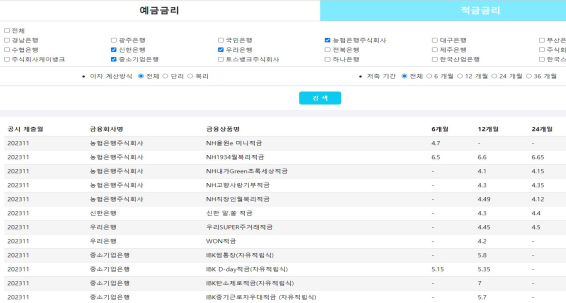 예금금리 적금금리
전체
경남은행 광주은행 국민은행 농협은행주식회사 대구은행 부산은
수협은행 신한은행 우리은행 전북은행 제주은행 주식회
주식회사케이뱅크 중소기업은행 토스뱅크주식회사 하나은행 한국산업은행 한국스
• 이자 계산방식 전체 단리 복리 • 저축 기간 전체 6 개월 12 개월 24 개월 36 개월
검 색
공시 제출월 금융회사명 금융상품명 6개월 12개월 24개월
202311 농협은행주식회사 NH올원e 미니적금 4.7 - -
202311 농협은행주식회사 NH1934월복리적금 6.5 6.6 6.65
202311 농협은행주식회사 NH내가Green초록세상적금 - 4.1 4.15
202311 농협은행주식회사 NH고향사랑기부적금 - 4.3 4.35
202311 농협은행주식회사 NH직장인월복리적금 - 4.49 4.12
202311 신한은행 신한 알.쏠 적금 - 4.3 4.4
202311 우리은행 우리SUPER주거래적금 - 4.45 4.5
202311 우리은행 WON적금 - 4.2 -
202311 중소기업은행 IBK썸통장(자유적립식) - 5.8 -
202311 중소기업은행 IBK D-day적금(자유적립식) 5.15 5.35 -
202311 중소기업은행 IBK탄소제로적금(자유적립식) - 7 -
202311 중소기업은행 IBK중기근로자우대적금 (자유적립식) - 5.7 -